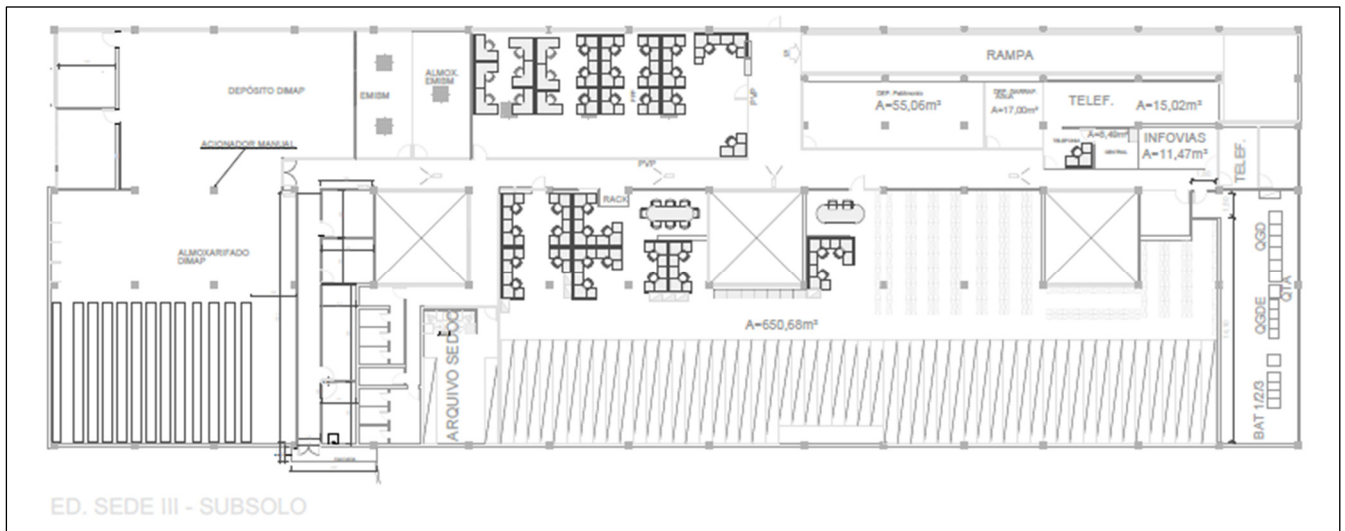 RAMPA
DEPÓSITO DIMAP
EMISM
ALMOX.
EMISM
PVP
A=55,06m²
A=17,00m²
TELEF.
A=15,02m²
ACIONADOR MANUAL
INFOVIAS
A=11,47m²
TELEF.
PVP
RACK
ALMOXARIFADO
DIMAP
QGD
QTA
QGDE
A=650,68m²
ARQUIVO SEDOC
BAT 1/2/3
ED. SEDE III - SUBSOLO